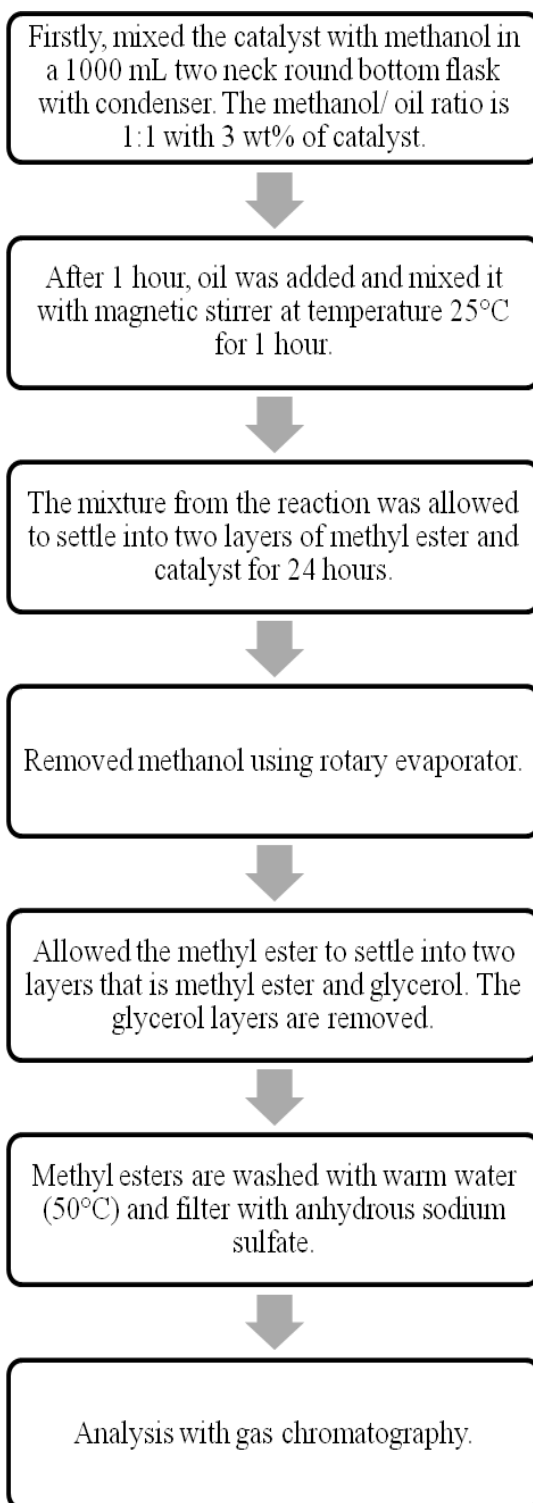 Firstly, mixed the catalyst with methanol in
a 1000 mL two neck round bottom flask
with condenser. The methanol/ oil ratio is
1:1 with 3 wt% of catalyst.
After 1 hour, oil was added and mixed it
with magnetic stirrer at temperature 25°C
for 1 hour.
The mixture from the reaction was allowed
to settle into two layers of methyl ester and
catalyst for 24 hours.
Removed methanol using rotary evaporator.
Allowed the methyl ester to settle into two
layers that is methyl ester and glycerol. The
glycerol layers are removed.
Methyl esters are washed with warm water
(50°C) and filter with anhydrous sodium
sulfate.
Analysis with gas chromatography.